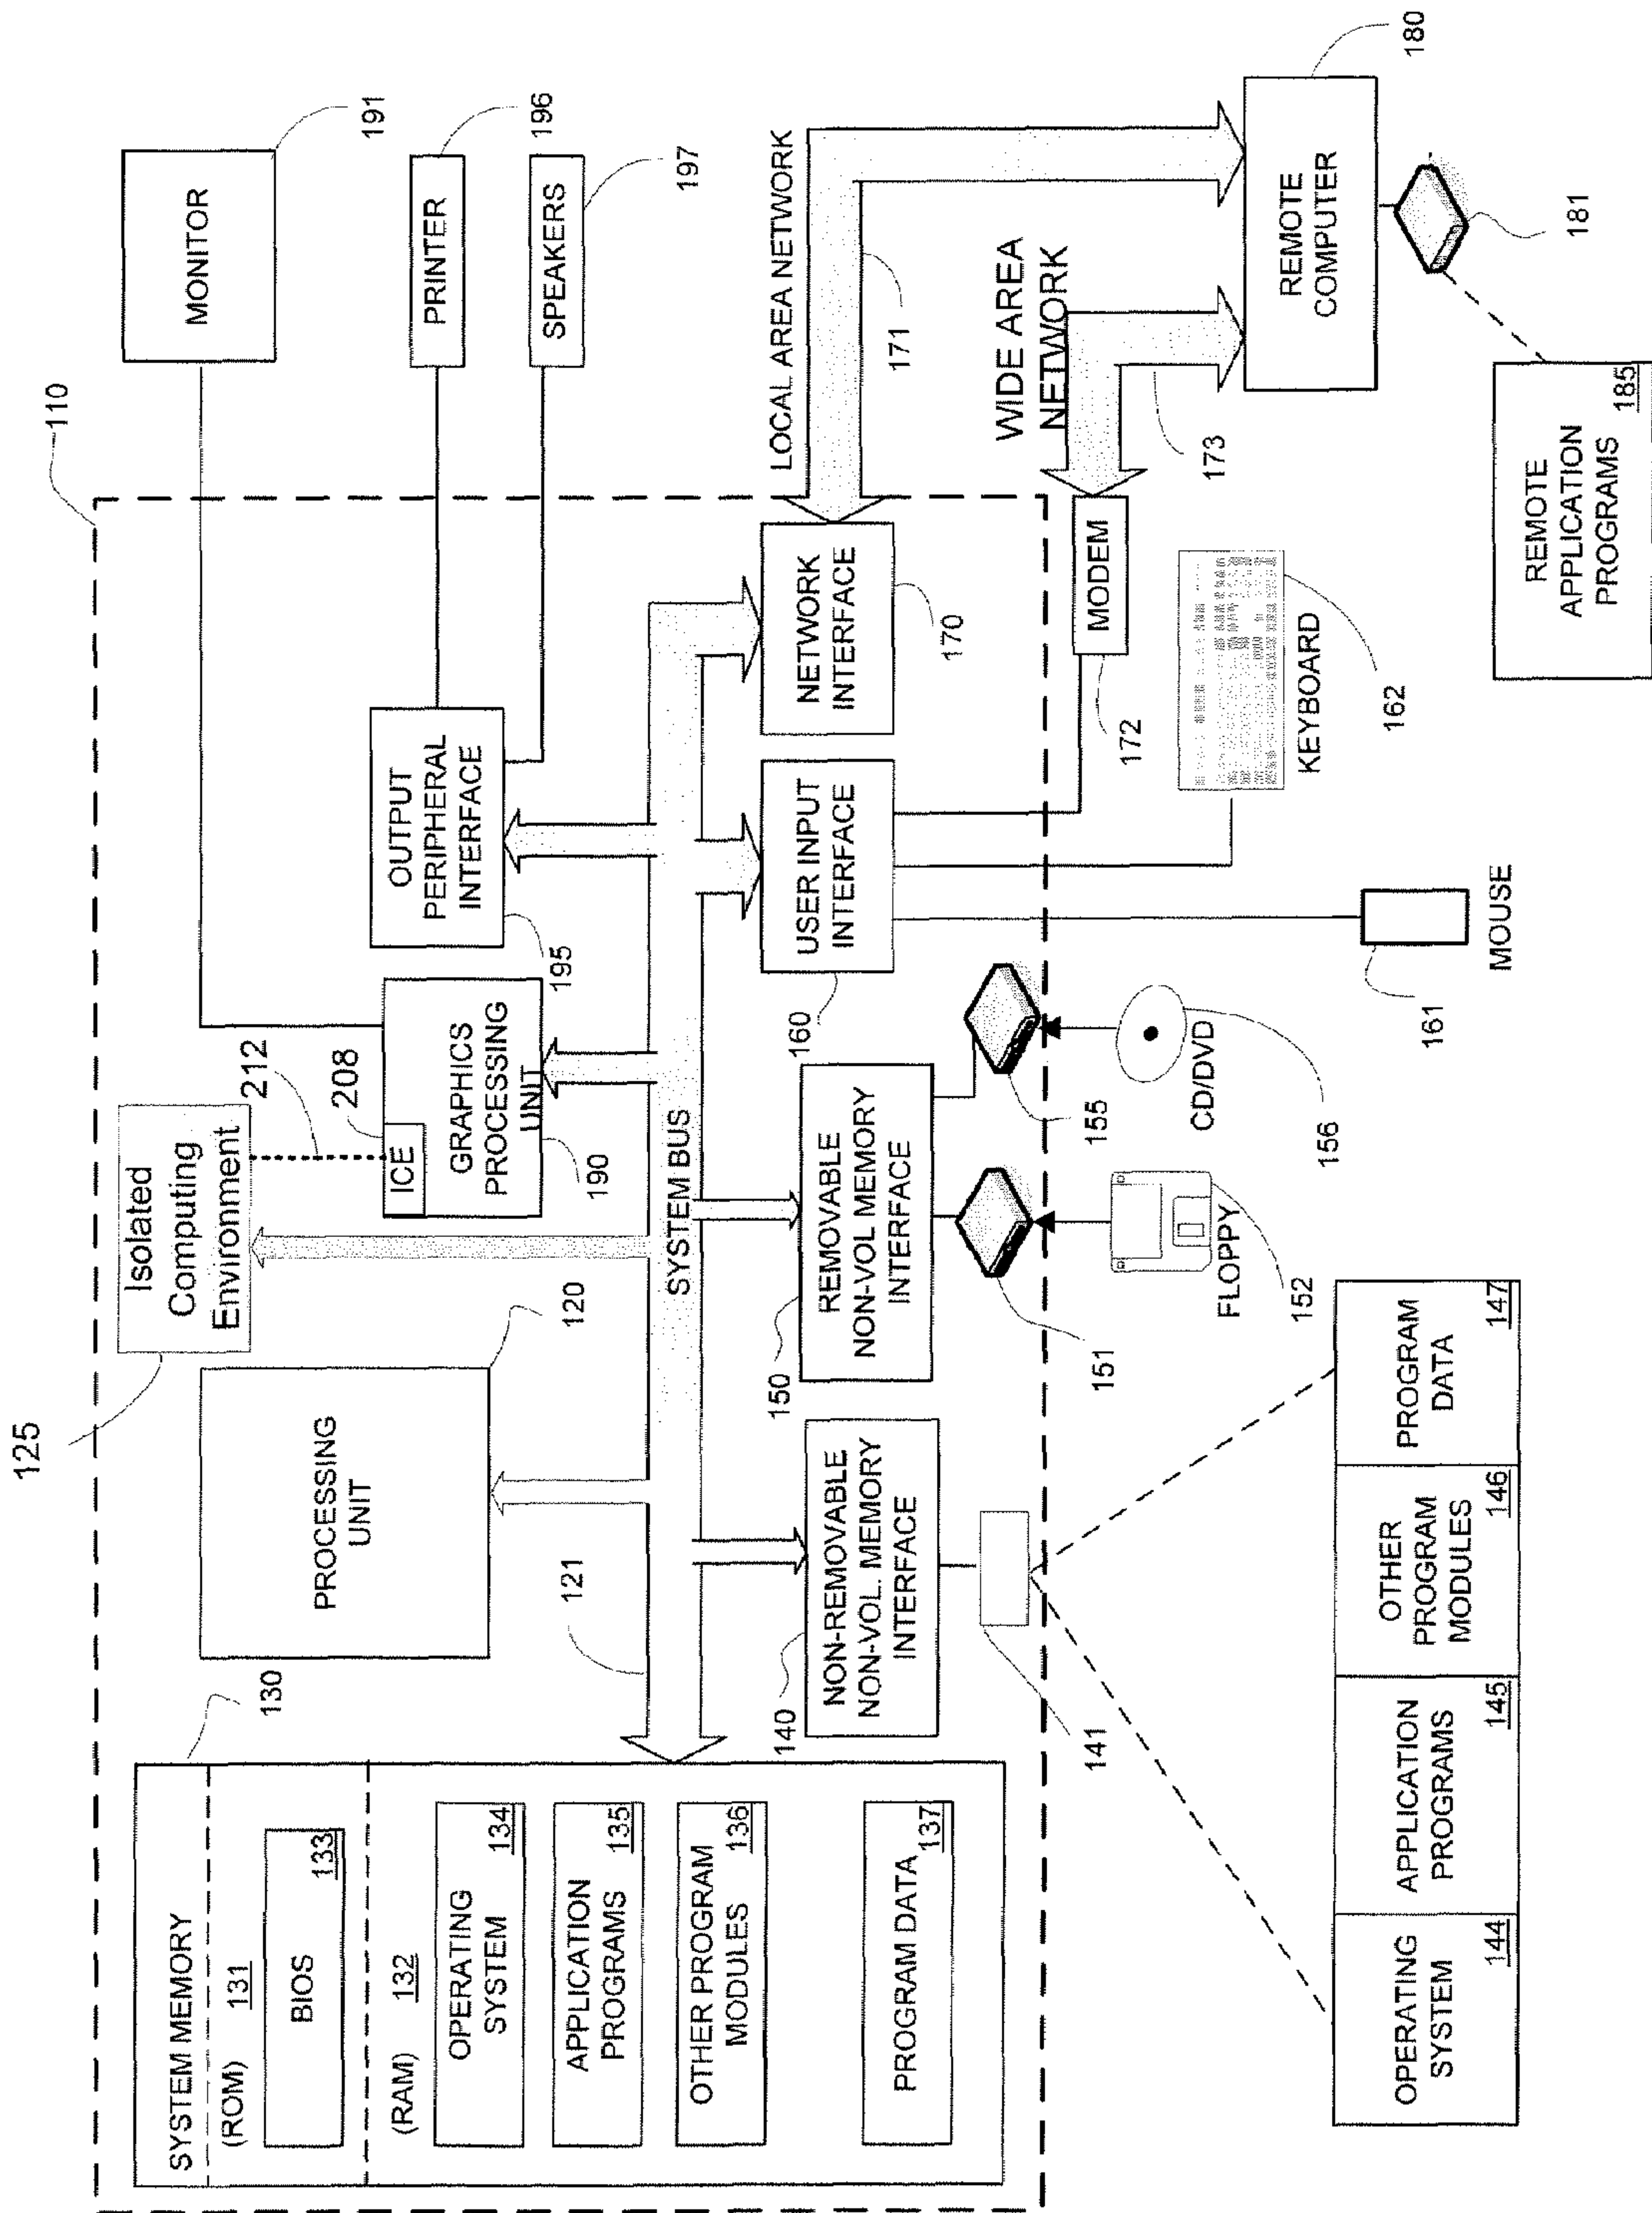 110
125
SYSTEM MEMORY
(ROM) 131
BIOS
133
(RAM) 132
OPERATING
SYSTEM
134
APPLICATION
PROGRAMS
135
OTHER PROGRAM
MODULES
136
PROGRAM DATA
137
130
PROCESSING
UNIT
120
121
Isolated
Computing
Environment
212
208
ICE
GRAPHICS
PROCESSING
UNIT
190
OUTPUT
PERIPHERAL
INTERFACE
195
MONITOR
191
PRINTER
196
SPEAKERS
197
SYSTEM BUS
NON-REMOVABLE
NON-VOL. MEMORY
INTERFACE
140
141
REMOVABLE
NON-VOL MEMORY
INTERFACE
150
151
155
FLOPPY
152
CD/DVD
156
USER INPUT
INTERFACE
160
NETWORK
INTERFACE
170
LOCAL AREA NETWORK
171
WIDE AREA
NETWORK
173
MODEM
172
KEYBOARD
162
MOUSE
161
REMOTE
COMPUTER
180
181
REMOTE
APPLICATION
PROGRAMS
185
OPERATING
SYSTEM
144
APPLICATION
PROGRAMS
145
OTHER
PROGRAM
MODULES
146
PROGRAM
DATA
147